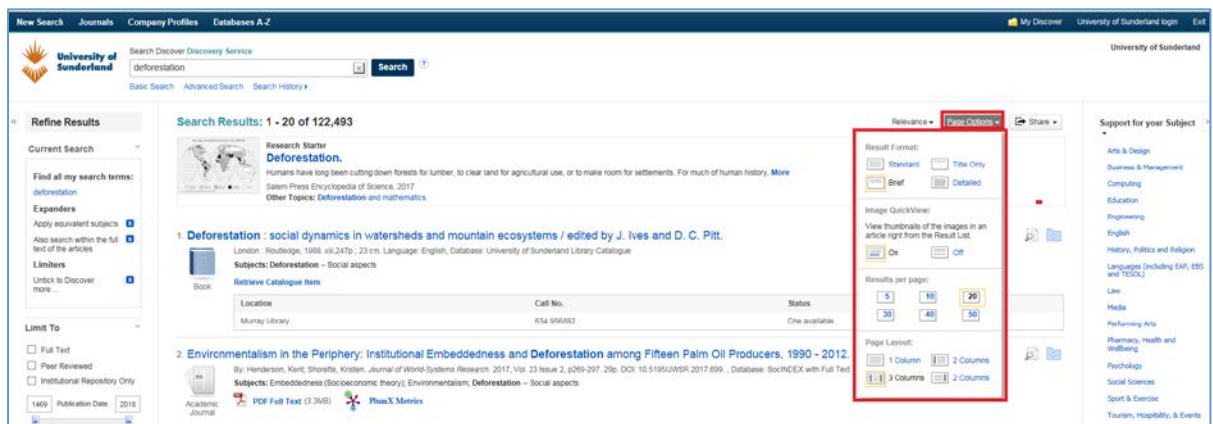 New Search Journals Company Profiles Databases A-Z My Discover University of Sunderland login Exit
University of Sunderland
Search Discover Discovery Service
University of Sunderland
deforestation Search
Basic Search Advanced Search Search History
Refine Results
Current Search
Find all my search terms:
deforestation
Expanders
Apply equivalent subjects
Also search within the full
text of the articles
Limiters
Untick to Discover
more ...
Limit To
Full Text
Peer Reviewed
Institutional Repository Only
1469 Publication Date 2018
Search Results: 1 - 20 of 122,493
Relevance Page Options Share
Research Starter
Deforestation.
Humans have long been cutting down forests for lumber, to clear land for agricultural use, or to make room for settlements. For much of human history, More
Salem Press Encyclopedia of Science, 2017
Other Topics: Deforestation and mathematics
1. Deforestation : social dynamics in watersheds and mountain ecosystems / edited by J. Ives and D. C. Pitt.
London : Routledge, 1988. xiii,247p ; 23 cm. Language: English, Database: University of Sunderland Library Catalogue
Subjects: Deforestation -- Social aspects
Book
Retrieve Catalogue Item
Location Call No. Status
Murray Library 634.956882 One available
2. Environmentalism in the Periphery: Institutional Embeddedness and Deforestation among Fifteen Palm Oil Producers, 1990 - 2012.
By: Henderson, Kent; Shorette, Kristen. Journal of World-Systems Research. 2017, Vol. 23 Issue 2, p269-297. 29p. DOI: 10.5195/JWSR.2017.699. , Database: SocINDEX with Full Text
Subjects: Embeddedness (Socioeconomic theory); Environmentalism; Deforestation -- Social aspects
Academic
Journal
PDF Full Text (3.3MB) PlumX Metrics
Result Format:
Standard Title Only
Brief Detailed
Image QuickView:
View thumbnails of the images in an
article right from the Result List.
On Off
Results per page:
5 10 20
30 40 50
Page Layout:
1 Column 2 Columns
3 Columns 2 Columns
Support for your Subject
Arts & Design
Business & Management
Computing
Education
Engineering
English
History, Politics and Religion
Languages (including EAP, EBS
and TESOL)
Law
Media
Performing Arts
Pharmacy, Health and
Wellbeing
Psychology
Social Sciences
Sport & Exercise
Tourism, Hospitality, & Events